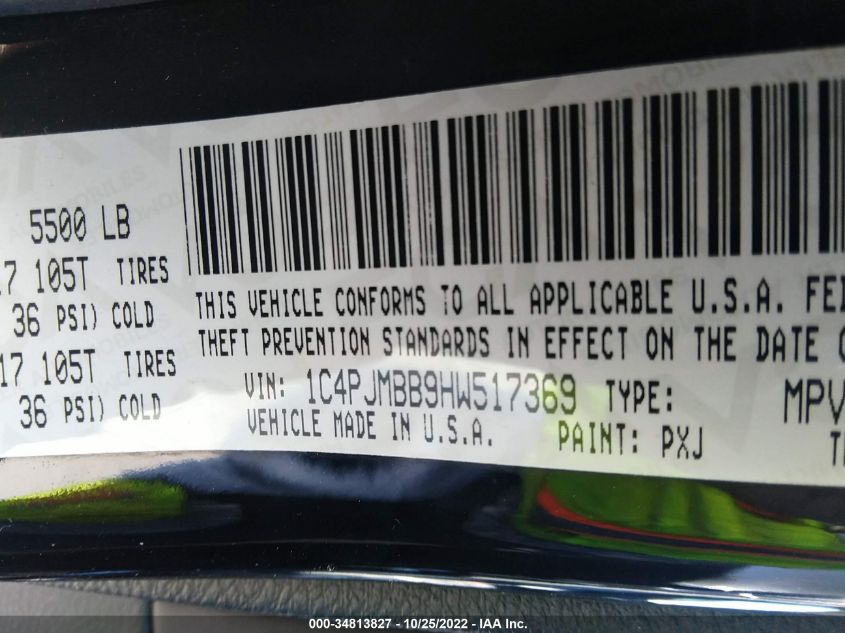 5500 LB
17 105T TIRES
36 PSI) COLD
17 105T TIRES
36 PSI) COLD
THIS VEHICLE CONFORMS TO ALL APPLICABLE U.S.A. FE
THEFT PREVENTION STANDARDS IN EFFECT ON THE DATE
VIN: 1C4PJMBB9HW517369 TYPE: MPV
VEHICLE MADE IN U.S.A. PAINT: PXJ
000-34813827 - 10/25/2022 - IAA Inc.